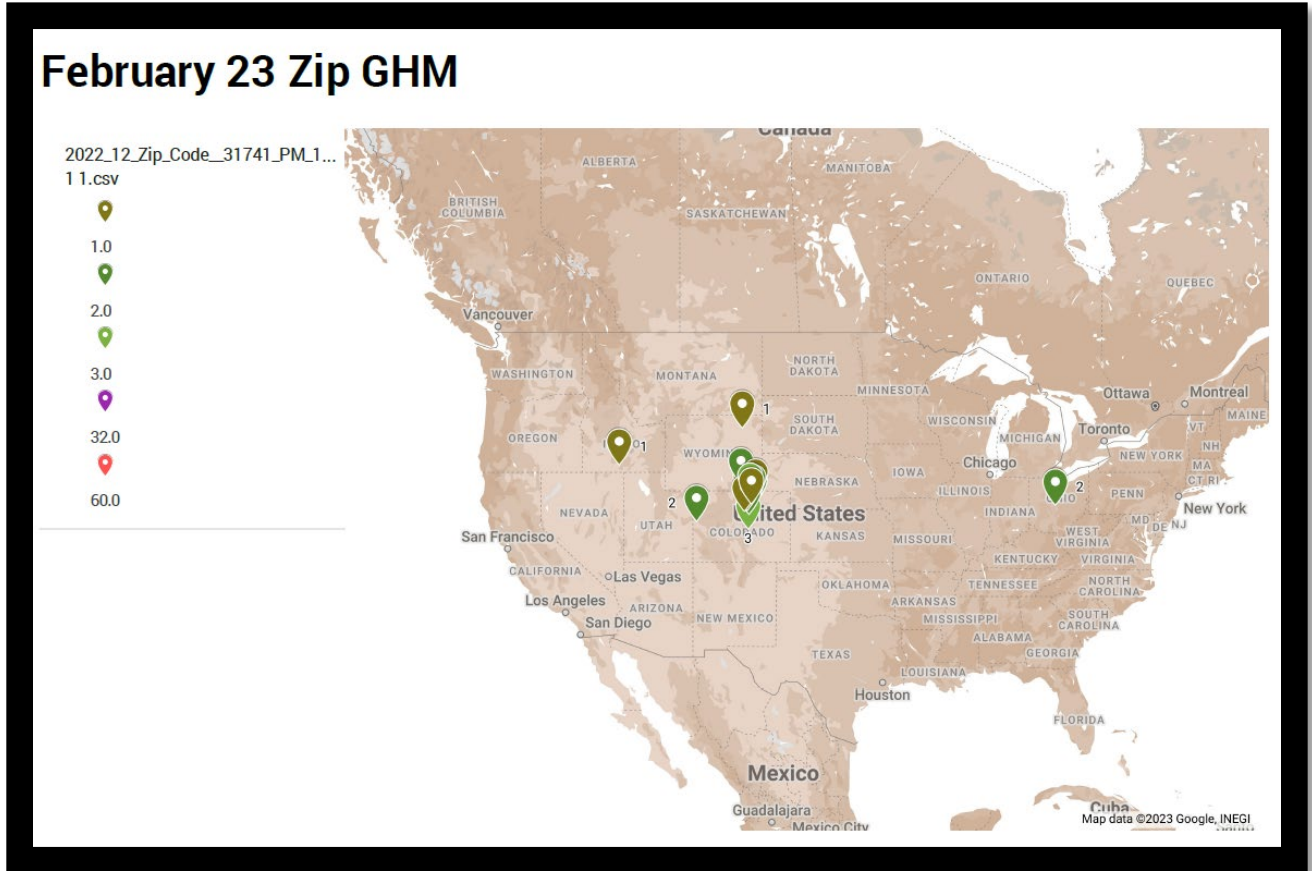 February 23 Zip GHM
2022_12_Zip_Code__31741_PM_1...
1 1.csv
1.0
2.0
3.0
32.0
60.0
Canada
ALBERTA
MANITOBA
BRITISH
COLUMBIA
SASKATCHEWAN
ONTARIO
QUEBEC
Vancouver
WASHINGTON
MONTANA
NORTH
DAKOTA
MINNESOTA
Ottawa
Montreal
MAINE
1
SOUTH
DAKOTA
WISCONSIN
MICHIGAN
Toronto
VT
NH
OREGON
1
WYOMING
IOWA
Chicago
NEW YORK
MA
CT RI
NEBRASKA
ILLINOIS
INDIANA
OHIO
2
PENN
New York
NEVADA
UTAH
2
United States
COLORADO
3
KANSAS
MISSOURI
WEST
VIRGINIA
MD
DE
NJ
San Francisco
KENTUCKY
VIRGINIA
CALIFORNIA
Las Vegas
OKLAHOMA
TENNESSEE
NORTH
CAROLINA
Los Angeles
ARIZONA
NEW MEXICO
ARKANSAS
MISSISSIPPI
SOUTH
CAROLINA
San Diego
ALABAMA
TEXAS
GEORGIA
LOUISIANA
Houston
FLORIDA
Mexico
Guadalajara
Mexico City
Cuba
Map data ©2023 Google, INEGI